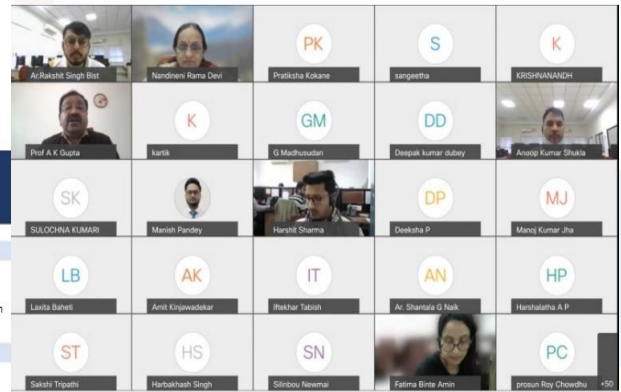 Ar.Rakshit Singh Bist
Nandineni Rama Devi
PK
Pratiksha Kokane
S
sangeetha
K
KRISHNANANDH
Prof A K Gupta
K
kartik
GM
G Madhusudan
DD
Deepak kumar dubey
Anoop Kumar Shukla
SK
SULOCHNA KUMARI
Manish Pandey
Harshit Sharma
DP
Deeksha P
MJ
Manoj Kumar Jha
LB
Laxita Baheti
AK
Amit Kinjawadekar
IT
Iftekhar Tabish
AN
Ar. Shantala G Naik
HP
Harshalatha A P
ST
Sakshi Tripathi
HS
Harbakhash Singh
SN
Silinbou Newmai
Fatima Binte Amin
PC
prosun Roy Chowdhu
+50